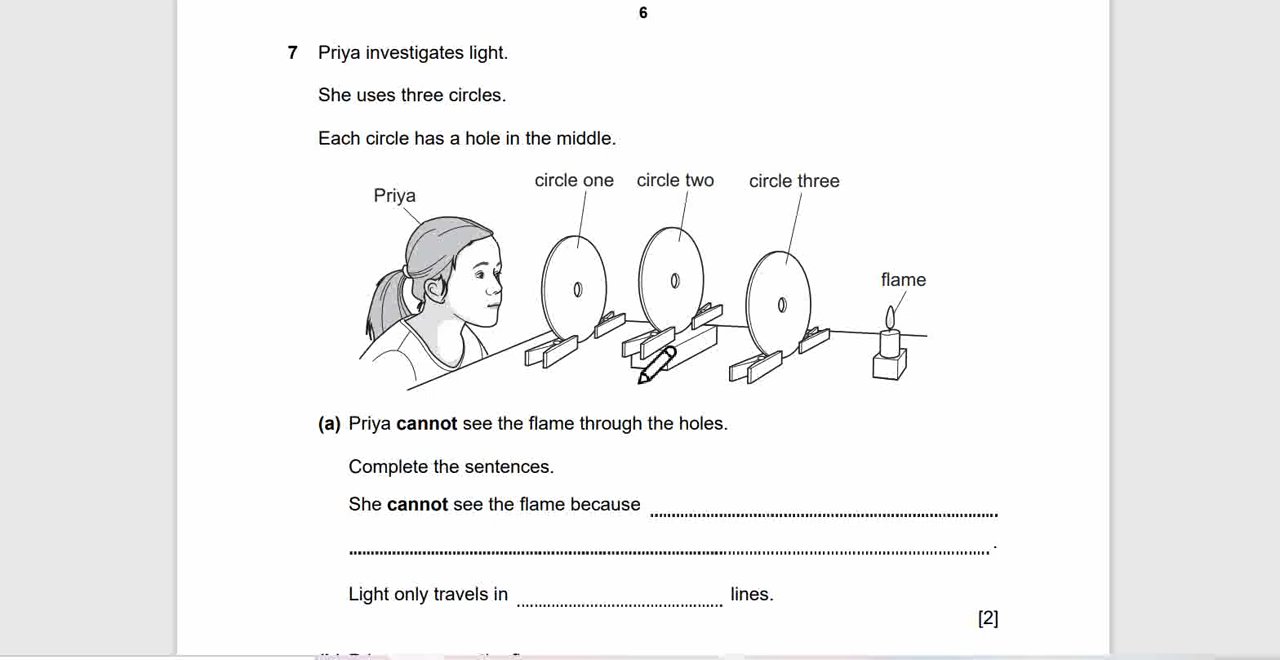 6
7 Priya investigates light.
She uses three circles.
Each circle has a hole in the middle.
circle one circle two circle three
Priya
flame
(a) Priya cannot see the flame through the holes.
Complete the sentences.
She cannot see the flame because
.
Light only travels in lines.
[2]